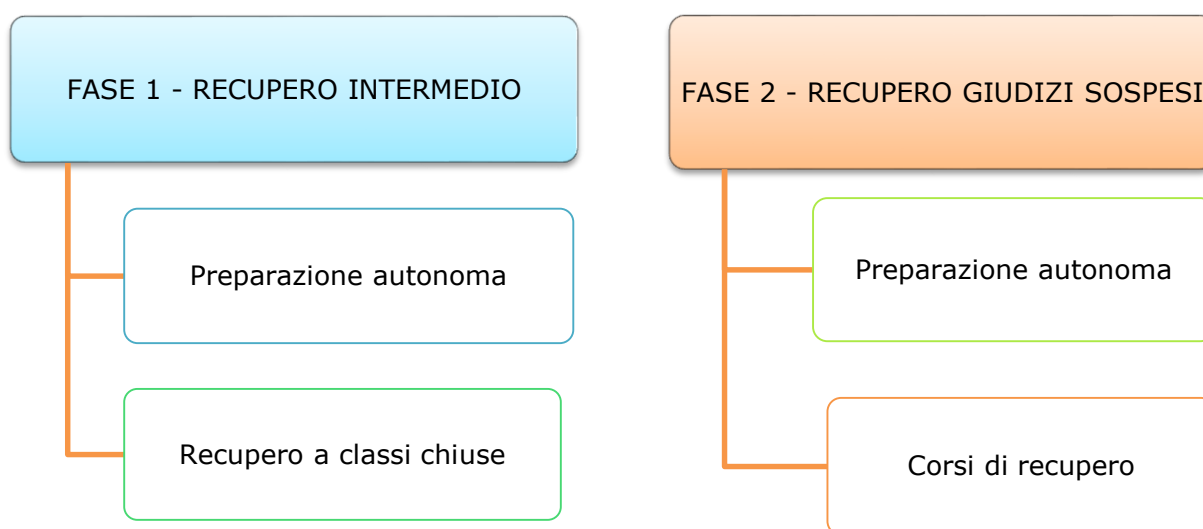 FASE 1 - RECUPERO INTERMEDIO
Preparazione autonoma
Recupero a classi chiuse
FASE 2 - RECUPERO GIUDIZI SOSPESI
Preparazione autonoma
Corsi di recupero